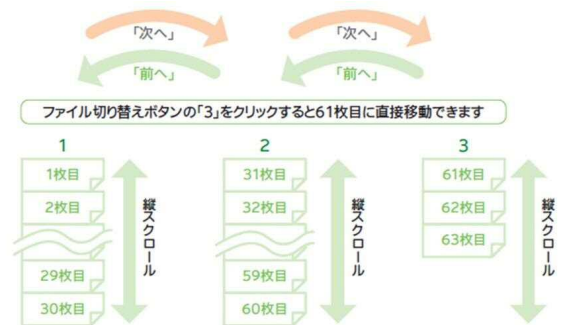 「次へ」 「次へ」
「前へ」 「前へ」
ファイル切り替えボタンの「3」をクリックすると61枚目に直接移動できます
1
1枚目
2枚目
29枚目
30枚目
縦スクロール
2
31枚目
32枚目
59枚目
60枚目
縦スクロール
3
61枚目
62枚目
63枚目
縦スクロール